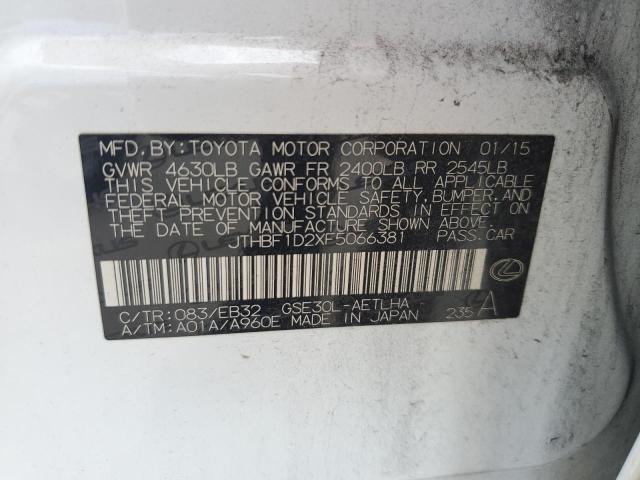 MFD. BY: TOYOTA MOTOR CORPORATION 01/15
GVWR 4630LB GAWR FR 2400LB RR 2545LB
THIS VEHICLE CONFORMS TO ALL APPLICABLE
FEDERAL MOTOR VEHICLE SAFETY, BUMPER, AND
THEFT PREVENTION STANDARDS IN EFFECT
ON THE DATE OF MANUFACTURE SHOWN ABOVE.
JTHBF1D2XF5066381 PASS. CAR
C/TR: 083/EB32 GSE30L-AETLHA
A/TM: A01A/A960E MADE IN JAPAN 235 A